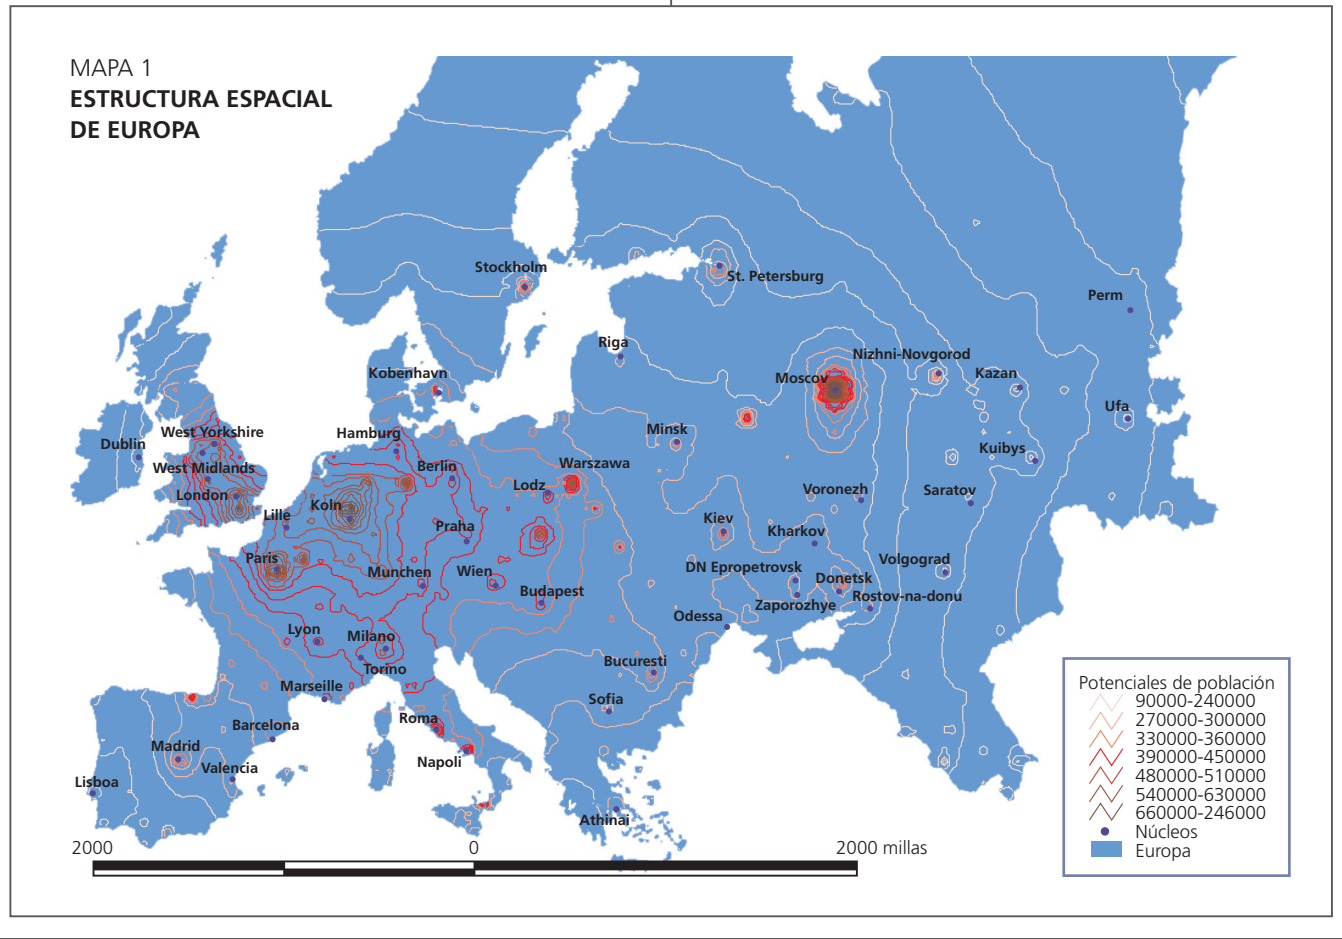 MAPA 1
ESTRUCTURA ESPACIAL
DE EUROPA
Stockholm
St. Petersburg
Perm
Riga
Nizhni-Novgorod
Kobenhavn
Moscov
Kazan
Ufa
Dublin
West Yorkshire
Hamburg
Minsk
West Midlands
Berlin
Warszawa
Kuibys
London
Lodz
Voronezh
Saratov
Lille
Koln
Praha
Kiev
Kharkov
Paris
Munchen
Wien
DN Epropetrovsk
Donetsk
Volgograd
Budapest
Zaporozhye
Rostov-na-donu
Lyon
Milano
Odessa
Torino
Bucuresti
Marseille
Sofia
Barcelona
Roma
Madrid
Valencia
Napoli
Lisboa
Athinai
Potenciales de población
90000-240000
270000-300000
330000-360000
390000-450000
480000-510000
540000-630000
660000-246000
Núcleos
Europa
2000 0 2000 millas